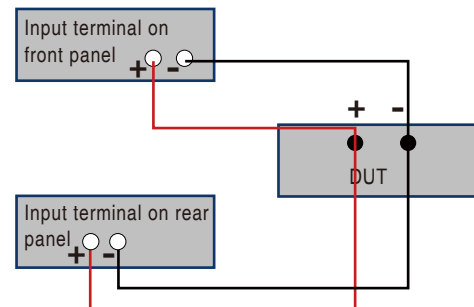 Input terminal on
front panel
+ -
+ -
DUT
Input terminal on rear
panel
+ -